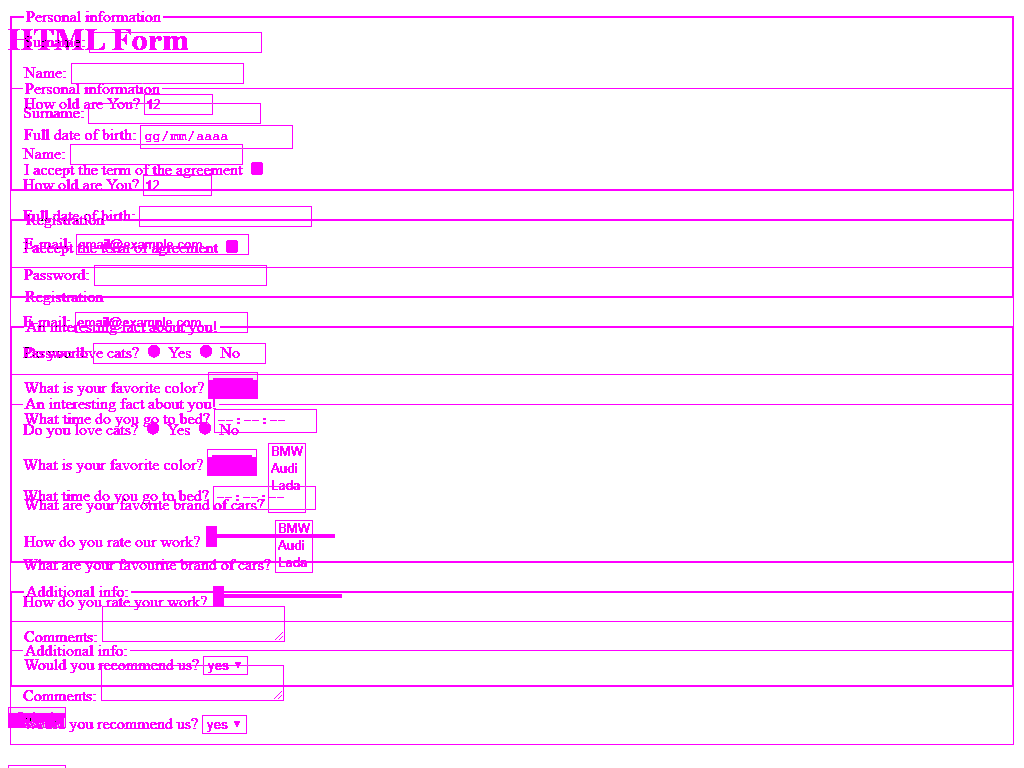 Personal information
HTML Form
Surname:
Name:
Personal information
How old are You? 12
Surname:
Full date of birth: gg/mm/aaaa
Name:
I accept the term of the agreement
How old are You? 12
Full date of birth:
Registration
E-mail: email@example.com
I accept the term of agreement
Password:
Registration
E-mail: email@example.com
An interesting fact about you!
Password:
Do you love cats? Yes No
What is your favorite color?
An interesting fact about you!
What time do you go to bed? --:--:--
Do you love cats? Yes No
BMW
What is your favorite color?
Audi
Lada
What time do you go to bed? --:--:--
What are your favorite brand of cars?
BMW
How do you rate our work?
Audi
What are your favourite brand of cars? Lada
Additional info:
How do you rate your work?
Comments:
Additional info:
Would you recommend us? yes
Comments:
Would you recommend us? yes